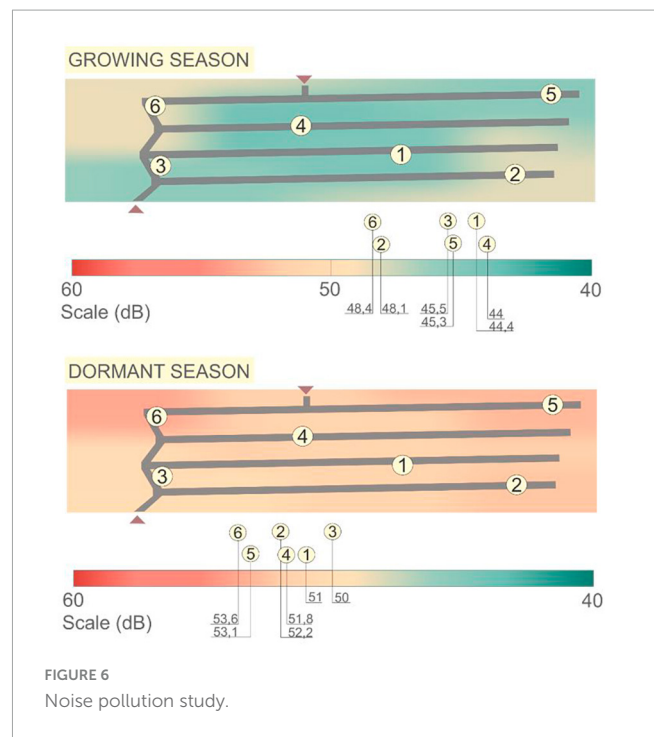 GROWING SEASON
5
6
4
1
3
2
6 3 1
2 5 4
60 50 40
48,4 48,1 45,5 44
45,3 44,4
Scale (dB)
DORMANT SEASON
5
6
4
1
3
2
6 2 3
5 4 1
60 40
51 50
53,6 51,8
53,1 52,2
Scale (dB)
FIGURE 6
Noise pollution study.